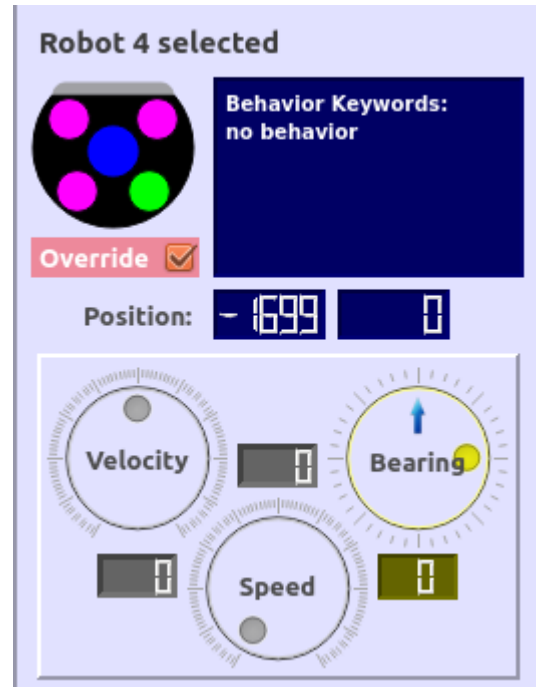 Robot 4 selected
Behavior Keywords:
no behavior
Override
Position: -1699 0
Velocity
0
Bearing
0
Speed
0